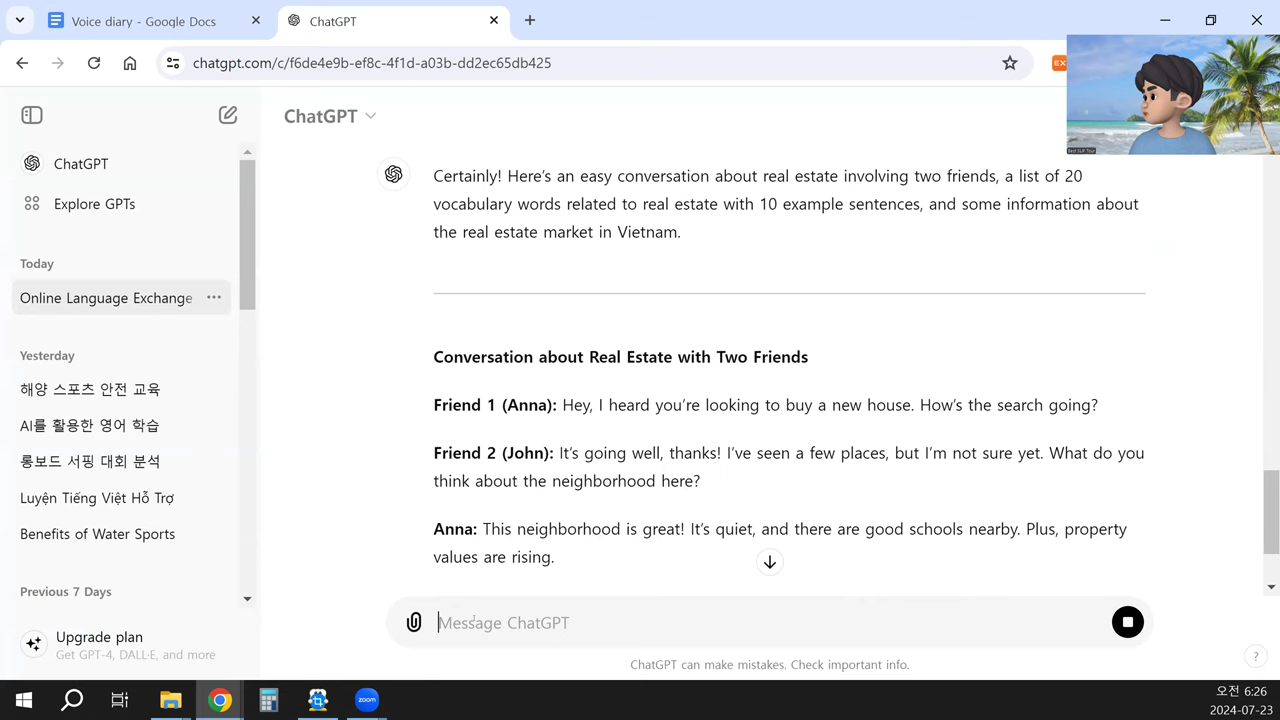 Voice diary - Google Docs
ChatGPT
chatgpt.com/c/f6de4e9b-ef8c-4f1d-a03b-dd2ec65db425
EX
ChatGPT
Explore GPTs
Today
Online Language Exchange
Yesterday
해양 스포츠 안전 교육
AI를 활용한 영어 학습
롱보드 서핑 대회 분석
Luyện Tiếng Việt Hỗ Trợ
Benefits of Water Sports
Previous 7 Days
Upgrade plan
Get GPT-4, DALL·E, and more
ChatGPT
Certainly! Here's an easy conversation about real estate involving two friends, a list of 20
vocabulary words related to real estate with 10 example sentences, and some information about
the real estate market in Vietnam.
Conversation about Real Estate with Two Friends
Friend 1 (Anna): Hey, I heard you're looking to buy a new house. How's the search going?
Friend 2 (John): It's going well, thanks! I've seen a few places, but I'm not sure yet. What do you
think about the neighborhood here?
Anna: This neighborhood is great! It's quiet, and there are good schools nearby. Plus, property
values are rising.
Message ChatGPT
ChatGPT can make mistakes. Check important info.
?
zoom
오전 6:26
2024-07-23